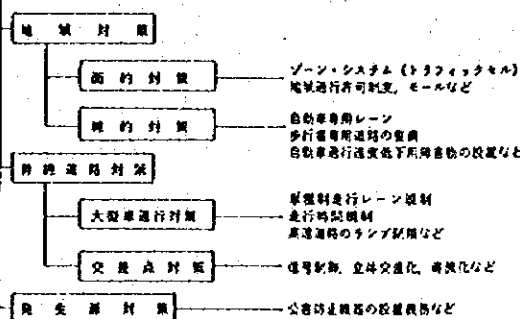 地域対策
面的対策
ゾーン・システム(トラフィックセル)
地域通行許可制度、モールなど
線的対策
自動車専用レーン
歩行者専用道路の整備
自動車通行速度低下用障害物の設置など
幹線道路対策
大型車通行対策
車種別走行レーン規制
走行時間規制
高速道路のランプ制限など
交差点対策
信号制御、立体交差化、高機化など
発生源対策
公害防止機器の設置義務など